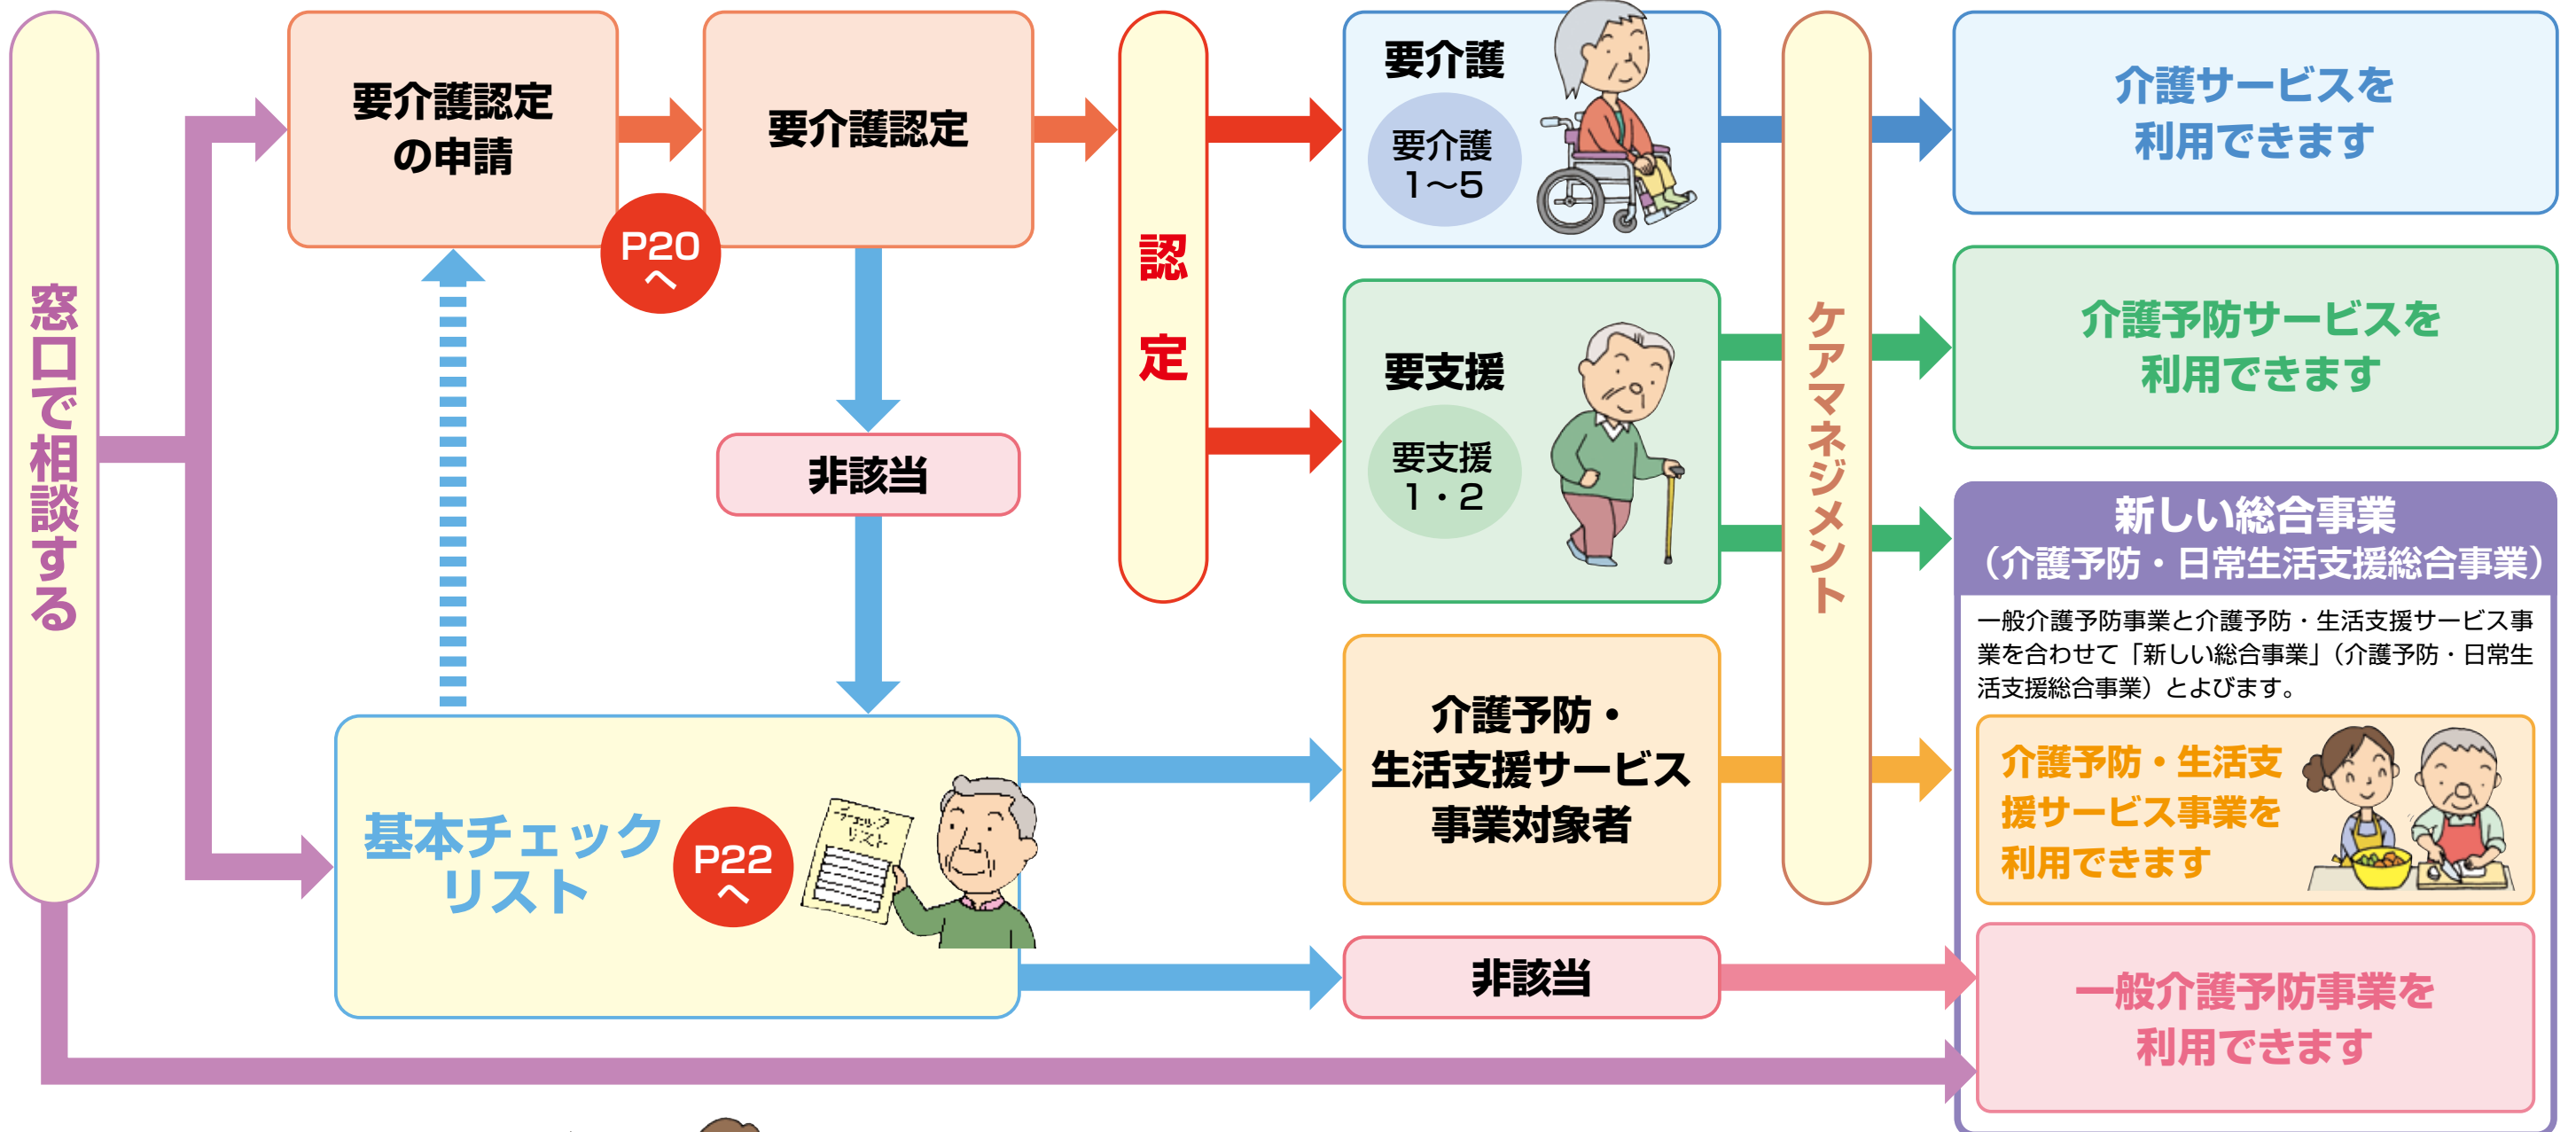 窓口で相談する
要介護認定
の申請
要介護認定
P20
へ
非該当
認定
要介護
要介護
1〜5
要支援
要支援
1・2
ケアマネジメント
介護サービスを
利用できます
介護予防サービスを
利用できます
新しい総合事業
（介護予防・日常生活支援総合事業）
一般介護予防事業と介護予防・生活支援サービス事
業を合わせて「新しい総合事業」（介護予防・日常生
活支援総合事業）とよびます。
基本チェック
リスト
P22
へ
チェック
リスト
介護予防・
生活支援サービス
事業対象者
介護予防・生活支
援サービス事業を
利用できます
非該当
一般介護予防事業を
利用できます